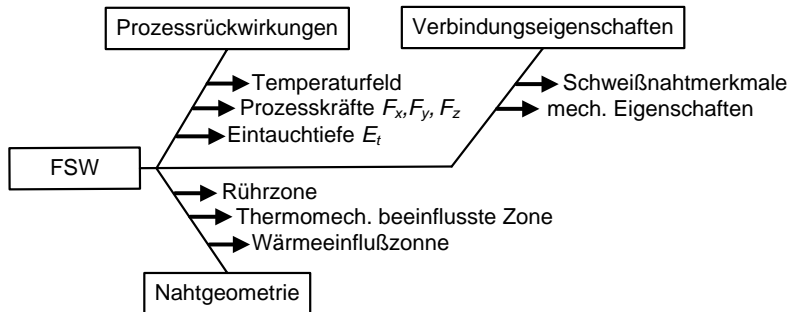 Prozessrückwirkungen
Verbindungseigenschaften
Temperaturfeld
Prozesskräfte Fx,Fy, Fz
Eintauchtiefe Et
Schweißnahtmerkmale
mech. Eigenschaften
FSW
Rührzone
Thermomech. beeinflusste Zone
Wärmeeinflußzonne
Nahtgeometrie